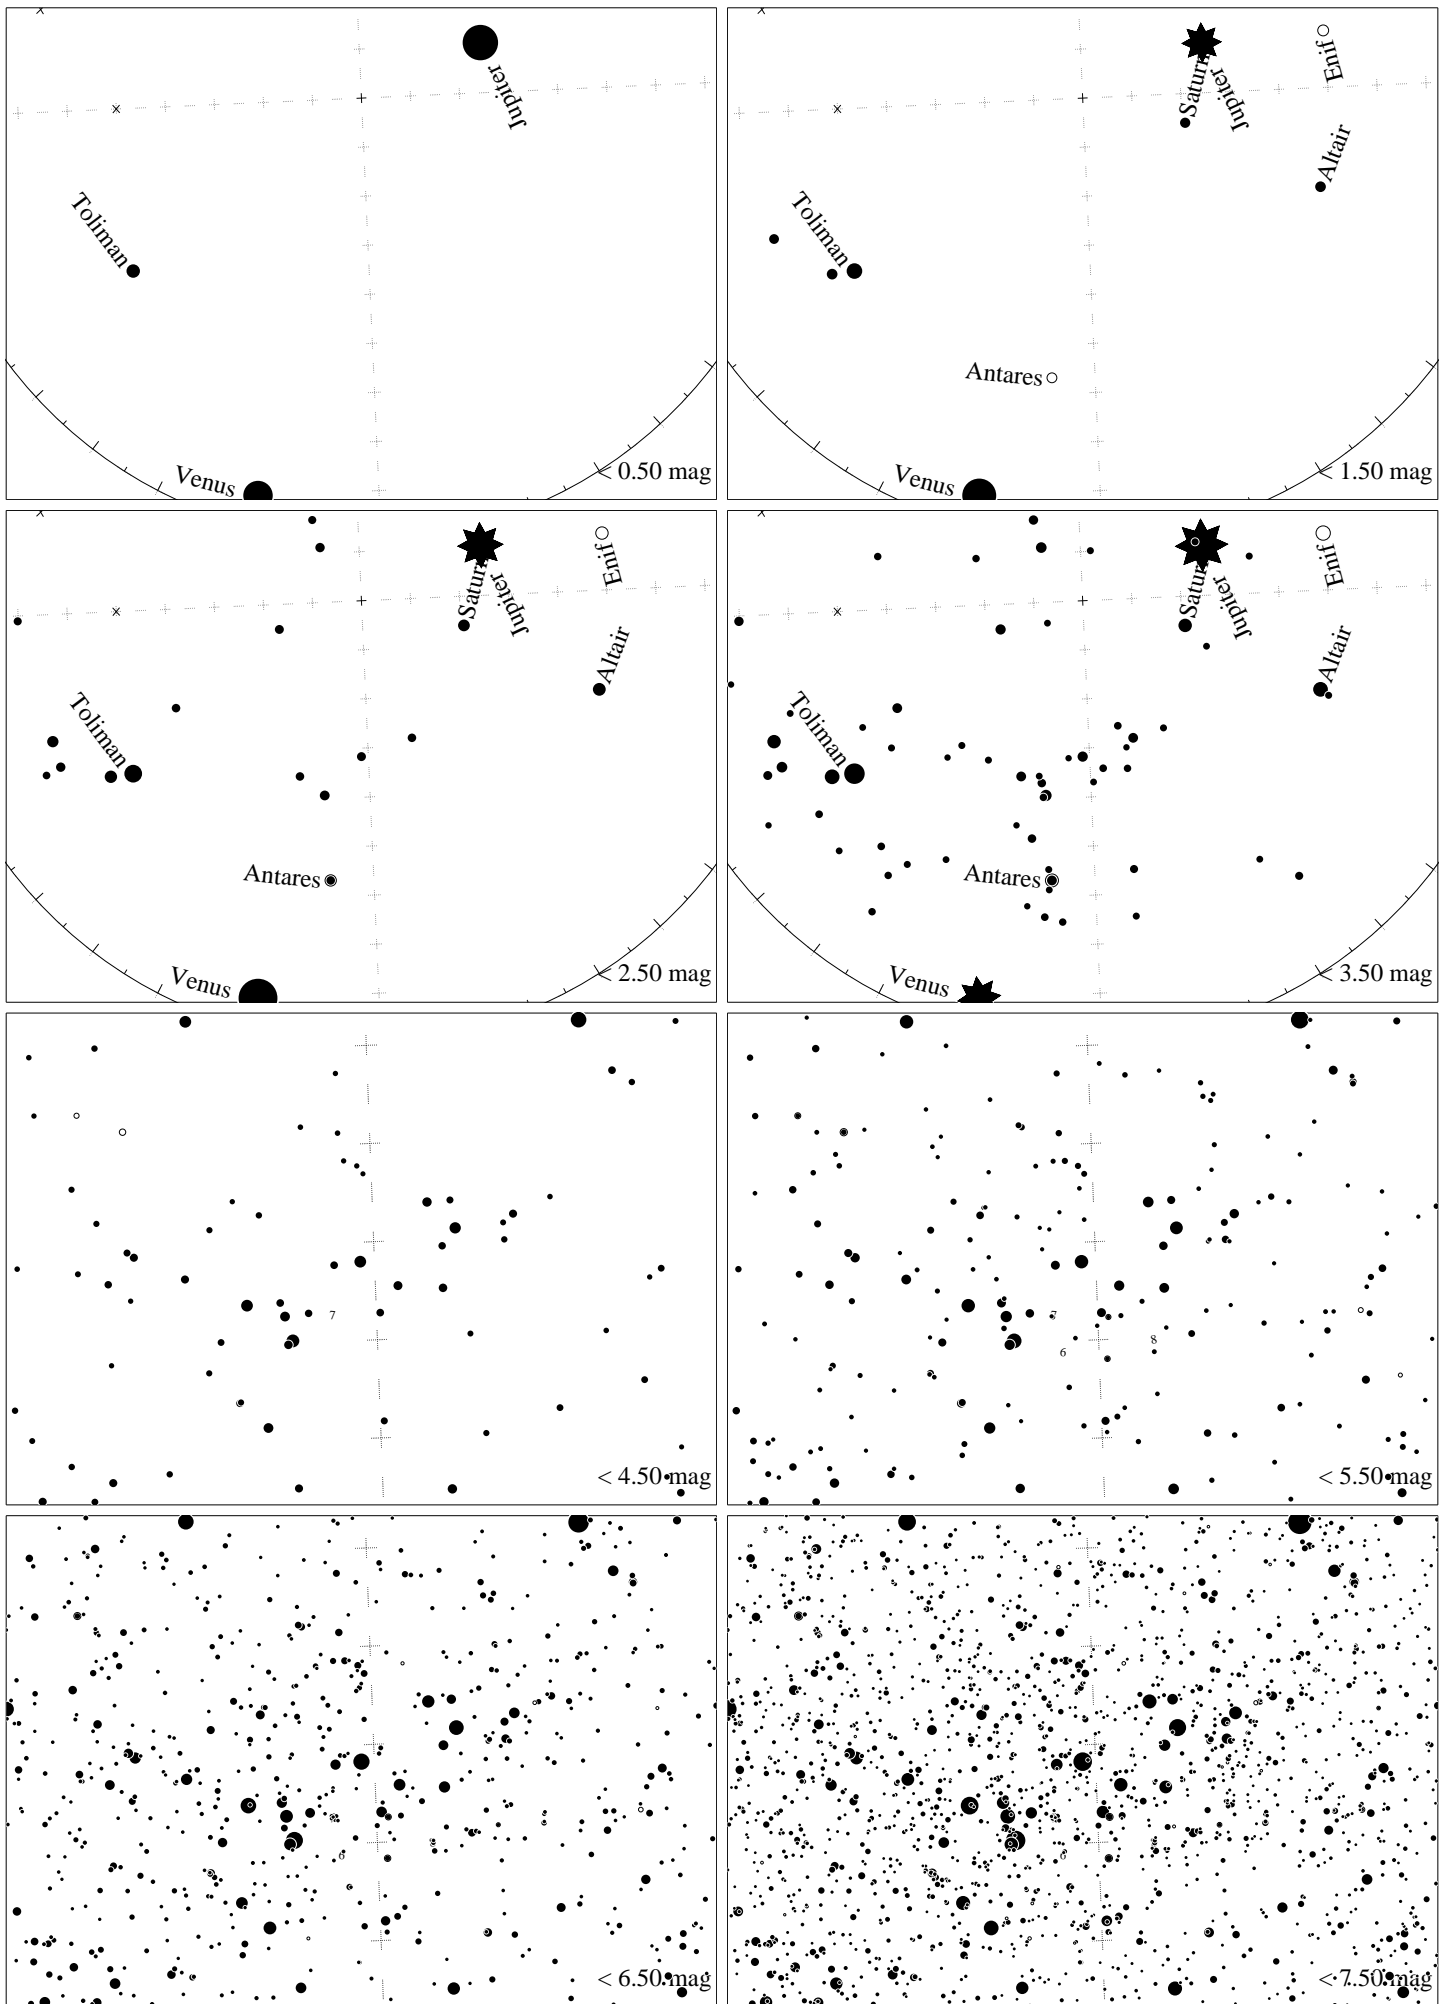 Jupiter
Toliman
Venus
< 0.50 mag
Saturn
Jupiter
Enif
Altair
Toliman
Antares
Venus
< 1.50 mag
Saturn
Jupiter
Enif
Altair
Toliman
Antares
Venus
< 2.50 mag
Saturn
Jupiter
Enif
Altair
Toliman
Antares
Venus
< 3.50 mag
7
< 4.50 mag
7
8
6
< 5.50 mag
6
< 6.50 mag
6
< 7.50 mag